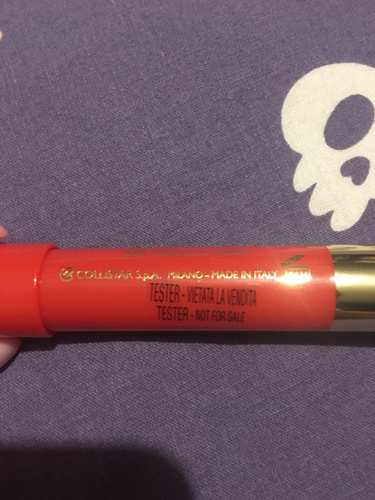 COLLISTAR S.p.A. MILANO - MADE IN ITALY
TESTER - VIETATA LA VENDITA
TESTER - NOT FOR SALE